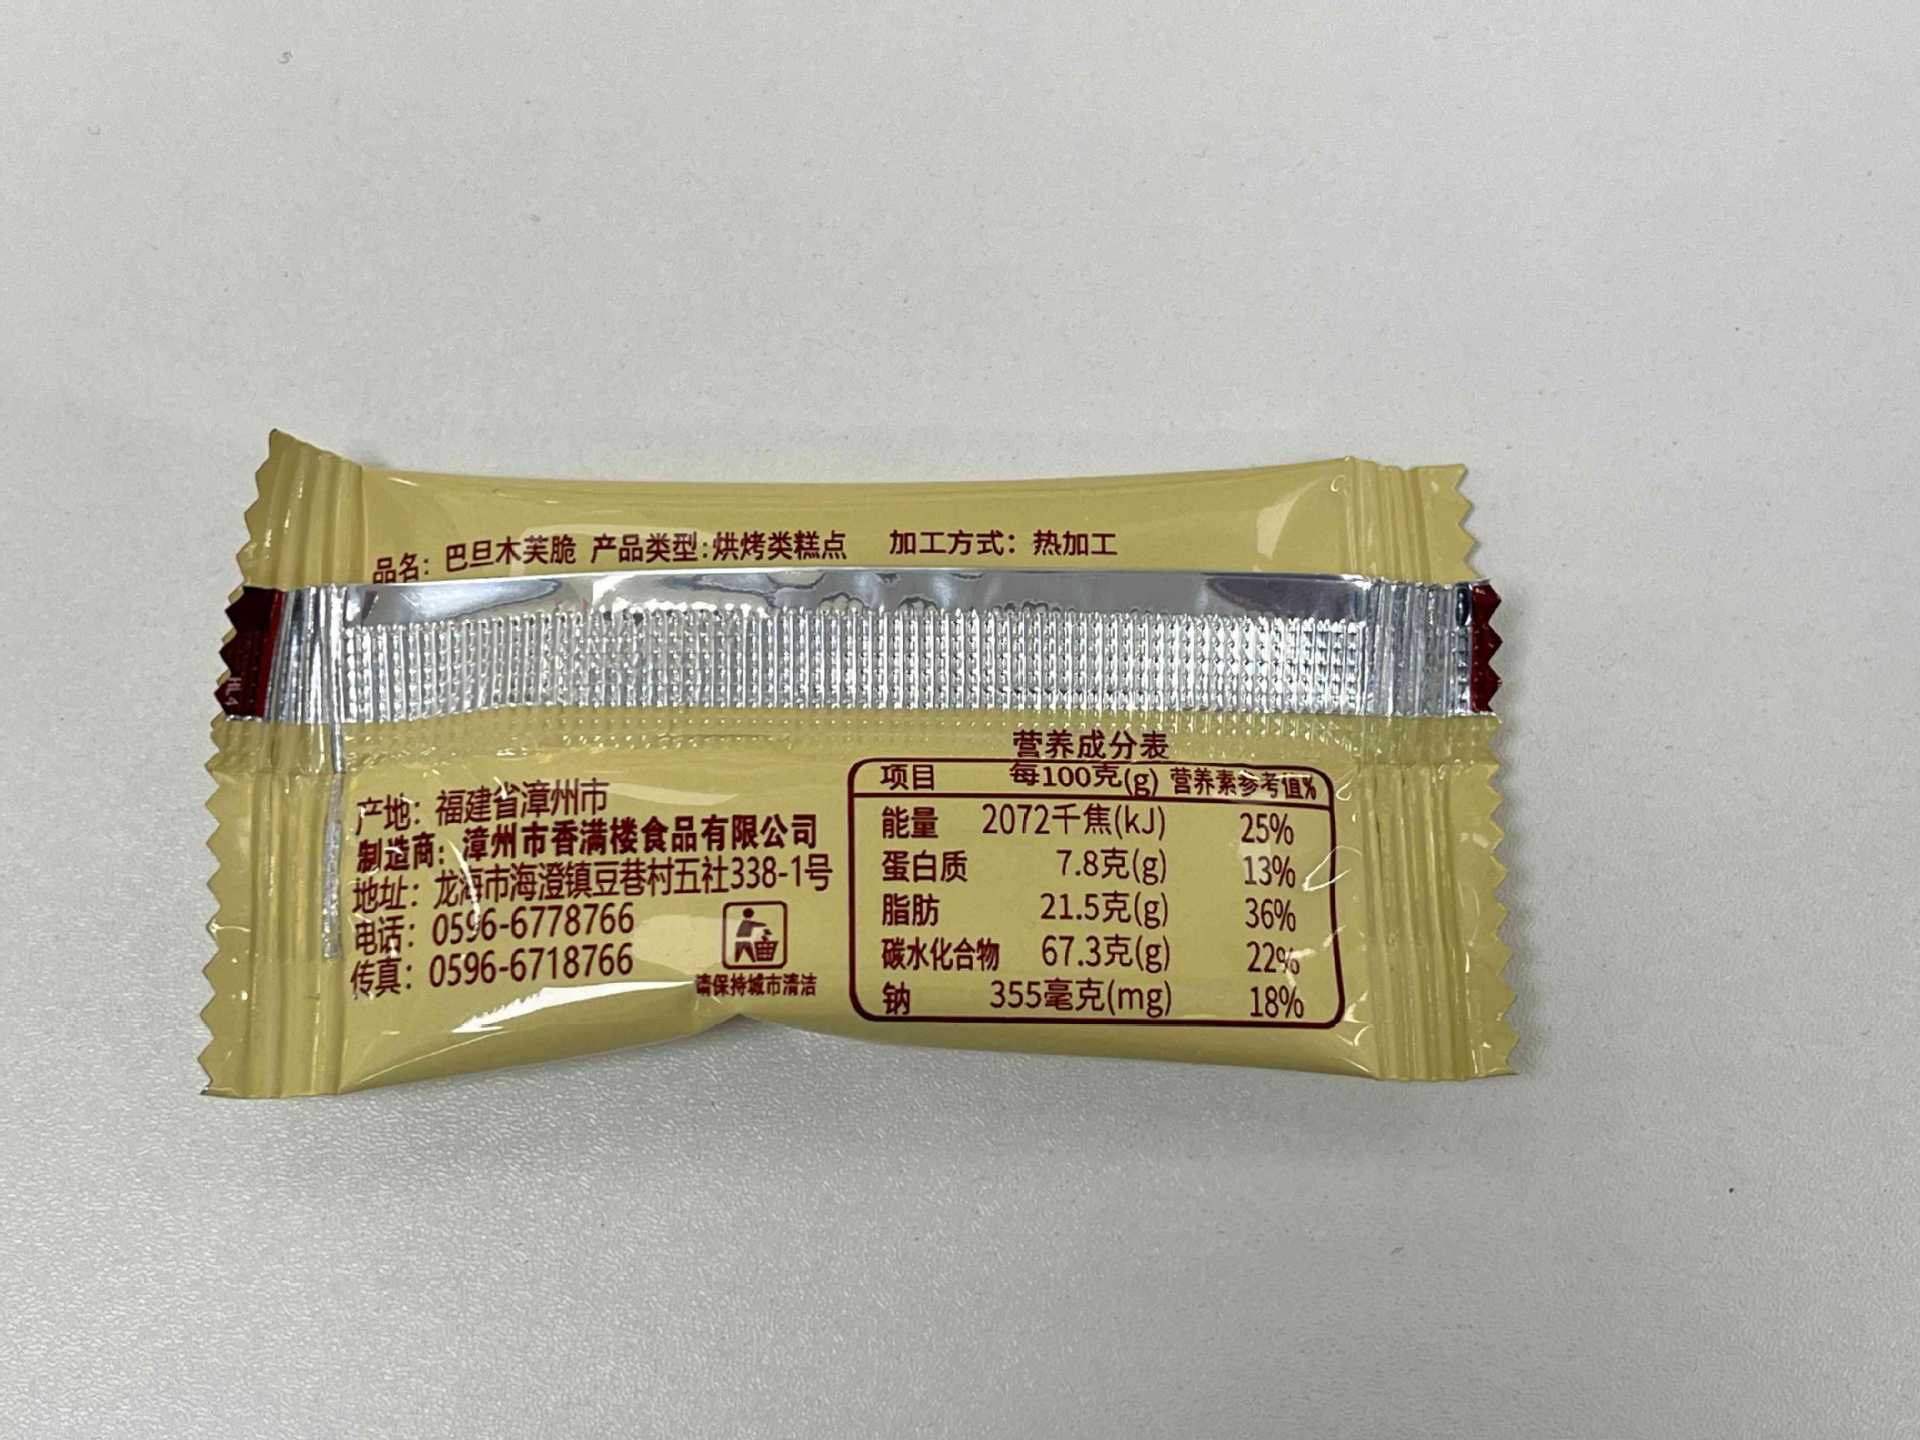 品名：巴旦木芙脆 产品类型：烘烤类糕点 加工方式：热加工
产地：福建省漳州市
制造商：漳州市香满楼食品有限公司
地址：龙海市海澄镇豆巷村五社338-1号
电话：0596-6778766
传真：0596-6718766
请保持城市清洁
营养成分表
项目 每100克(g) 营养素参考值%
能量 2072千焦(kJ) 25%
蛋白质 7.8克(g) 13%
脂肪 21.5克(g) 36%
碳水化合物 67.3克(g) 22%
钠 355毫克(mg) 18%